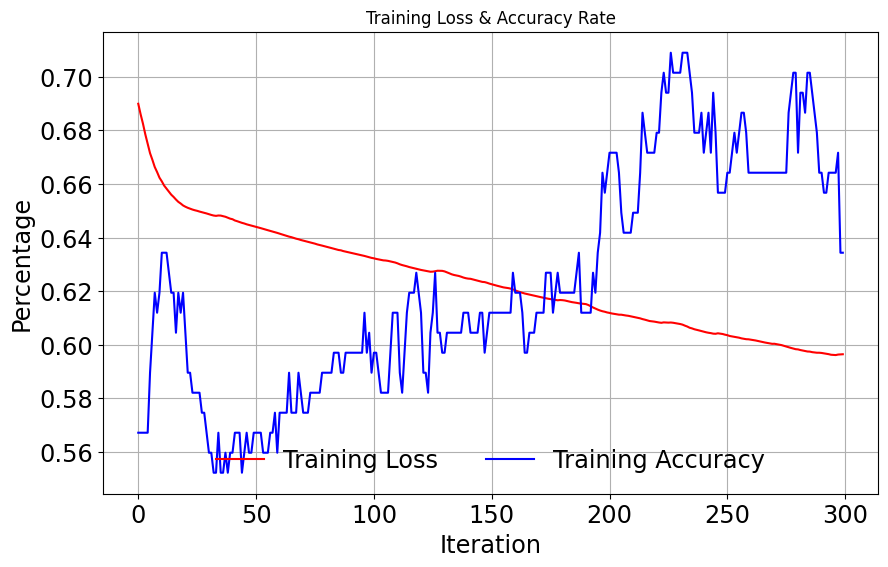 Training Loss & Accuracy Rate
Percentage
0.70
0.68
0.66
0.64
0.62
0.60
0.58
0.56
Training Loss Training Accuracy
0 50 100 150 200 250 300
Iteration